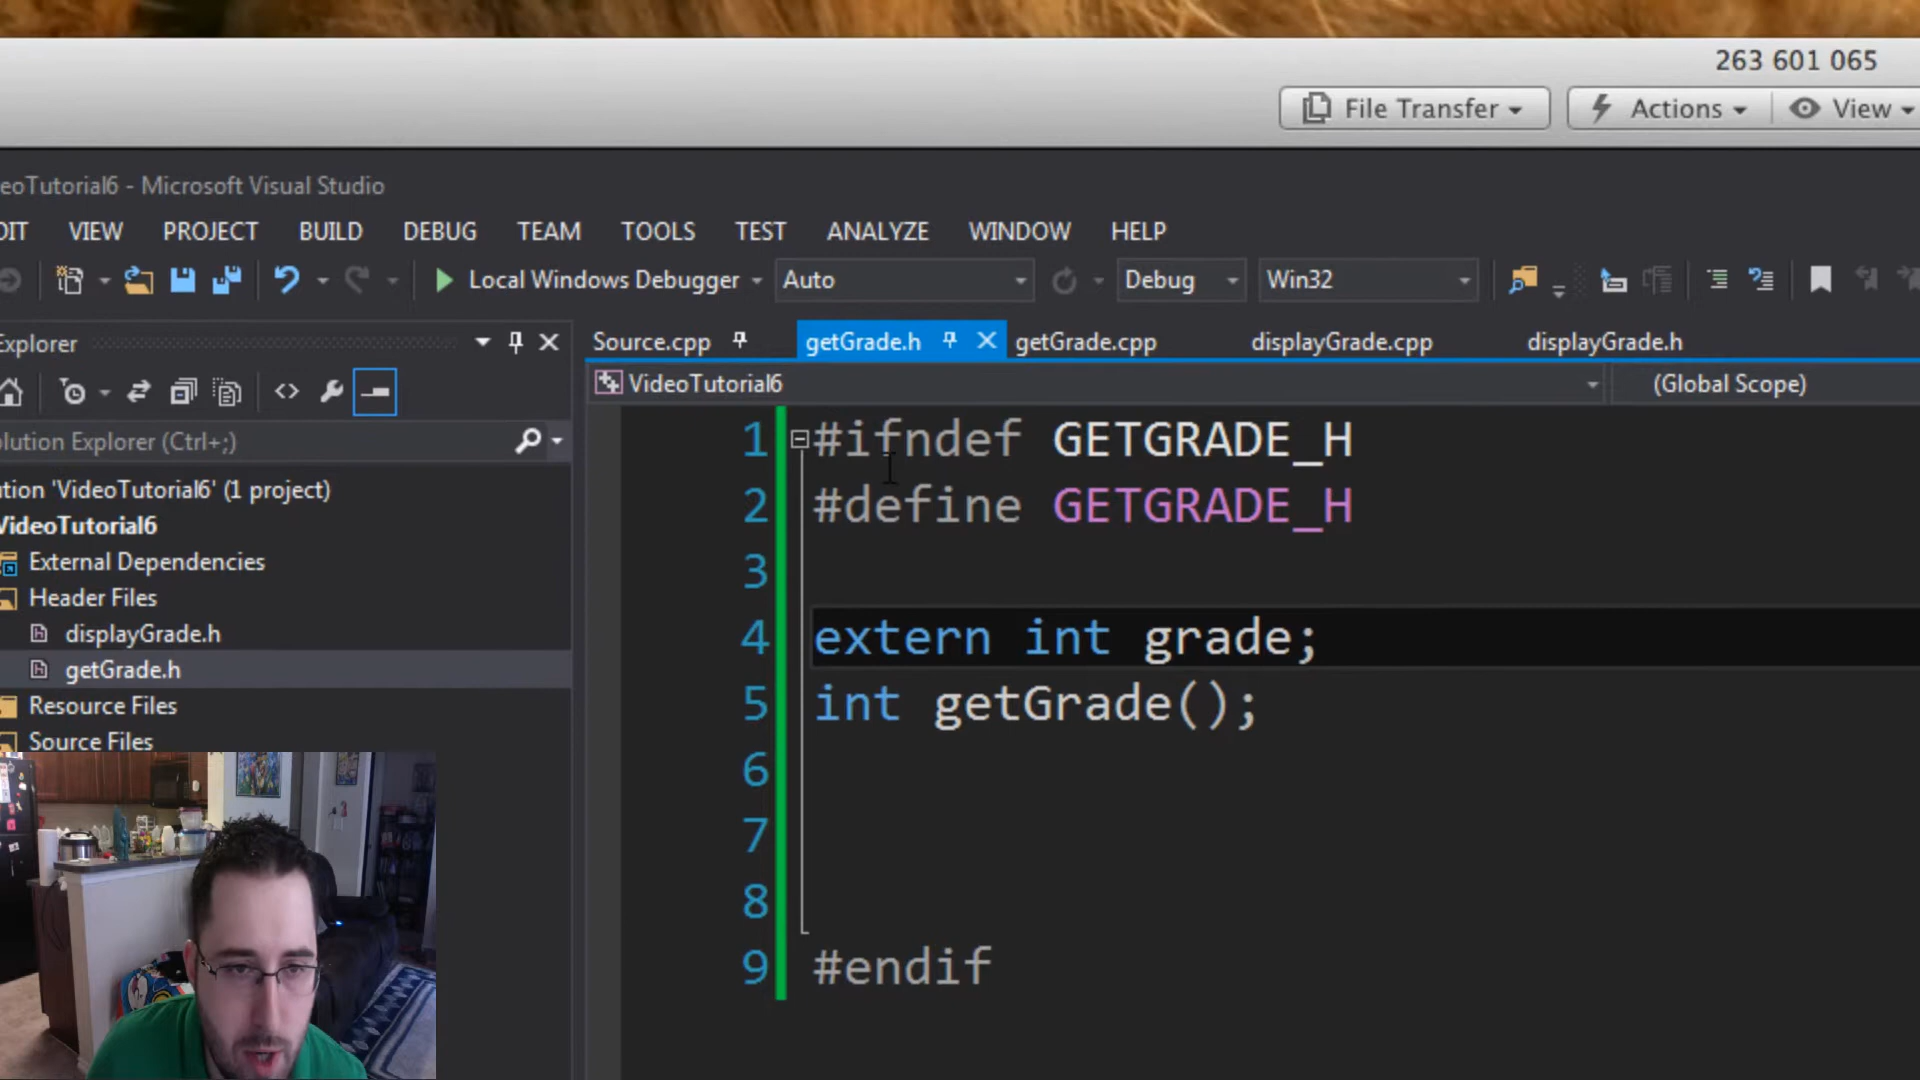 263 601 065
File Transfer
Actions
View
eoTutorial6 - Microsoft Visual Studio
DIT VIEW PROJECT BUILD DEBUG TEAM TOOLS TEST ANALYZE WINDOW HELP
Local Windows Debugger Auto Debug Win32
Explorer
Source.cpp getGrade.h getGrade.cpp displayGrade.cpp displayGrade.h
VideoTutorial6 (Global Scope)
olution Explorer (Ctrl+;)
ution 'VideoTutorial6' (1 project)
VideoTutorial6
External Dependencies
Header Files
displayGrade.h
getGrade.h
Resource Files
Source Files
1 #ifndef GETGRADE_H
2 #define GETGRADE_H
3
4 extern int grade;
5 int getGrade();
6
7
8
9 #endif